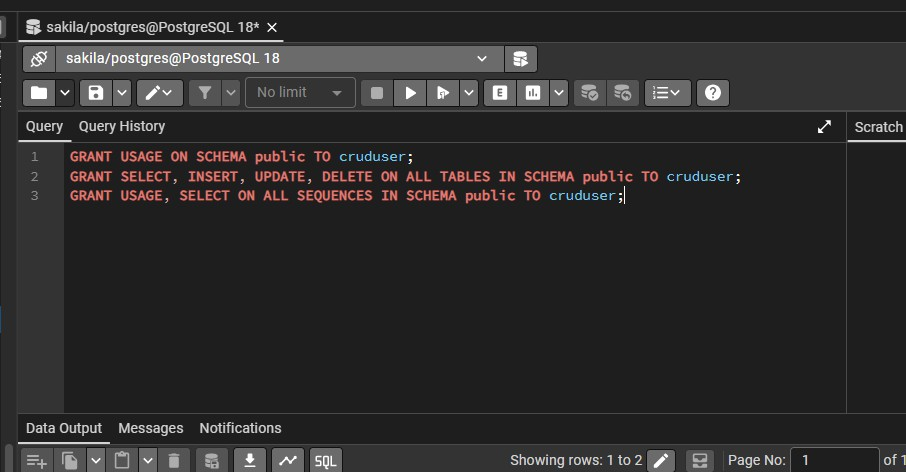 sakila/postgres@PostgreSQL 18*
sakila/postgres@PostgreSQL 18
No limit
E
Query Query History
Scratch
1 GRANT USAGE ON SCHEMA public TO cruduser;
2 GRANT SELECT, INSERT, UPDATE, DELETE ON ALL TABLES IN SCHEMA public TO cruduser;
3 GRANT USAGE, SELECT ON ALL SEQUENCES IN SCHEMA public TO cruduser;
Data Output Messages Notifications
SQL Showing rows: 1 to 2 Page No: 1 of 1